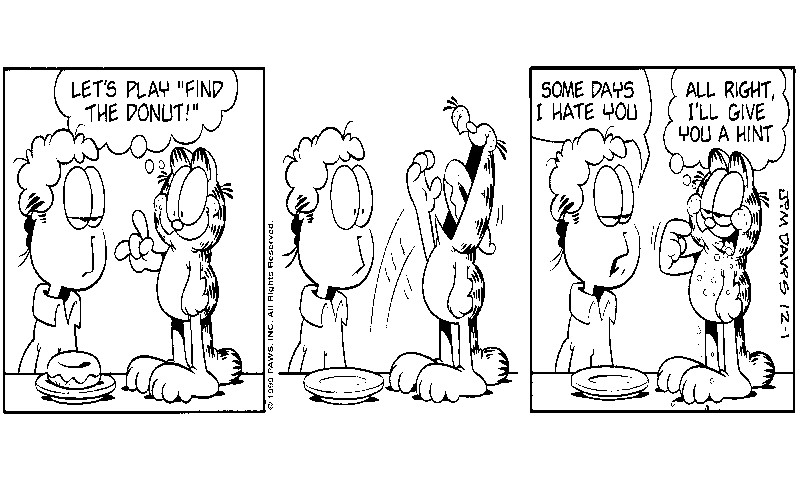 LET'S PLAY "FIND
THE DONUT!"
© 1999 PAWS, INC. All Rights Reserved.
SOME DAYS
I HATE YOU
ALL RIGHT,
I'LL GIVE
YOU A HINT
JPM DAVIS 12-1